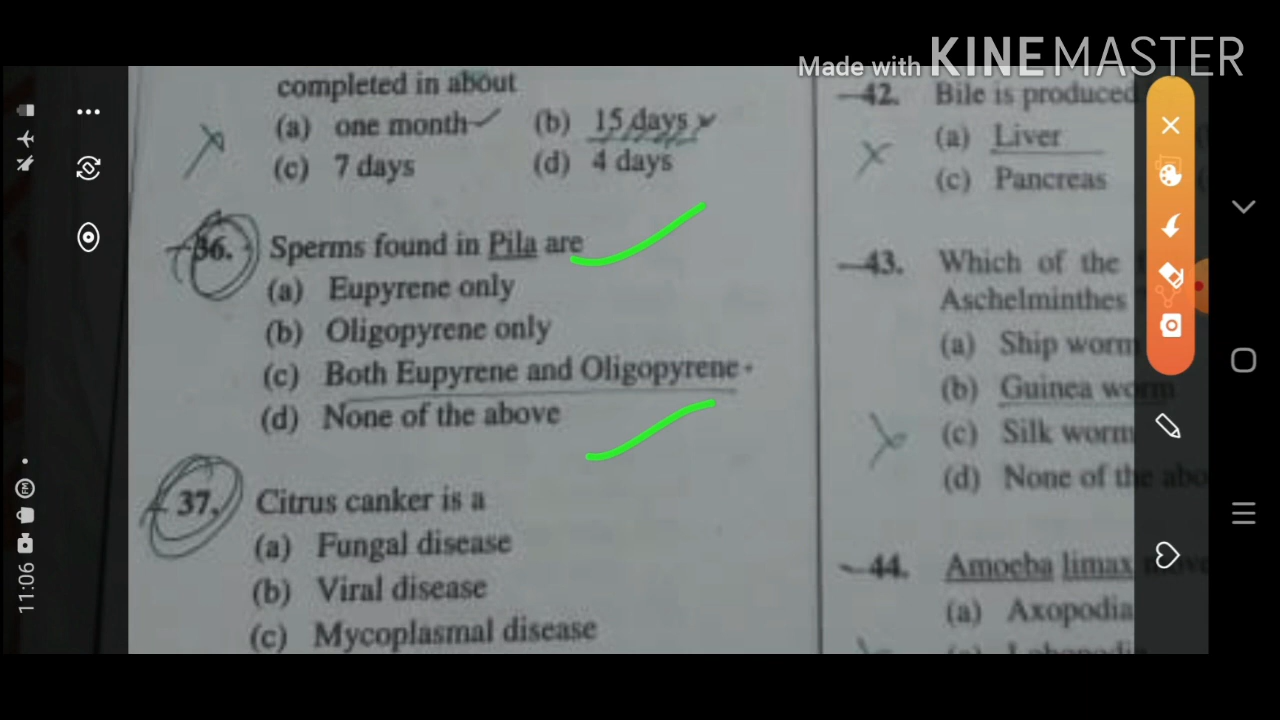 Made with KINEMASTER
completed in about
(a) one month (b) 15 days
(c) 7 days (d) 4 days
36. Sperms found in Pila are
(a) Eupyrene only
(b) Oligopyrene only
(c) Both Eupyrene and Oligopyrene
(d) None of the above
37. Citrus canker is a
(a) Fungal disease
(b) Viral disease
(c) Mycoplasmal disease
42. Bile is produced
(a) Liver
(c) Pancreas
43. Which of the
Aschelminthes
(a) Ship worm
(b) Guinea worm
(c) Silk worm
(d) None of the abo
44. Amoeba limax
(a) Axopodia
11:06
FM